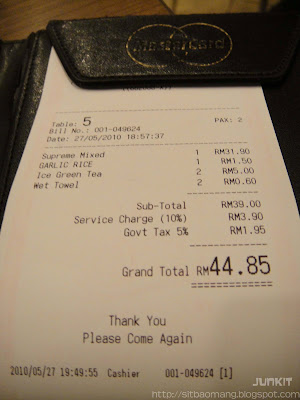 MasterCard
Table: 5 PAX: 2
Bill No.: 001-049624
Date: 27/05/2010 18:57:37
Supreme Mixed 1 RM31.90
GARLIC RICE 1 RM1.50
Ice Green Tea 2 RM5.00
Wet Towel 2 RM0.60
Sub-Total RM39.00
Service Charge (10%) RM3.90
Govt Tax 5% RM1.95
Grand Total RM44.85
Thank You
Please Come Again
2010/05/27 19:49:55 Cashier 001-049624 [1]
JUNKIT
http://sitbaomang.blogspot.com